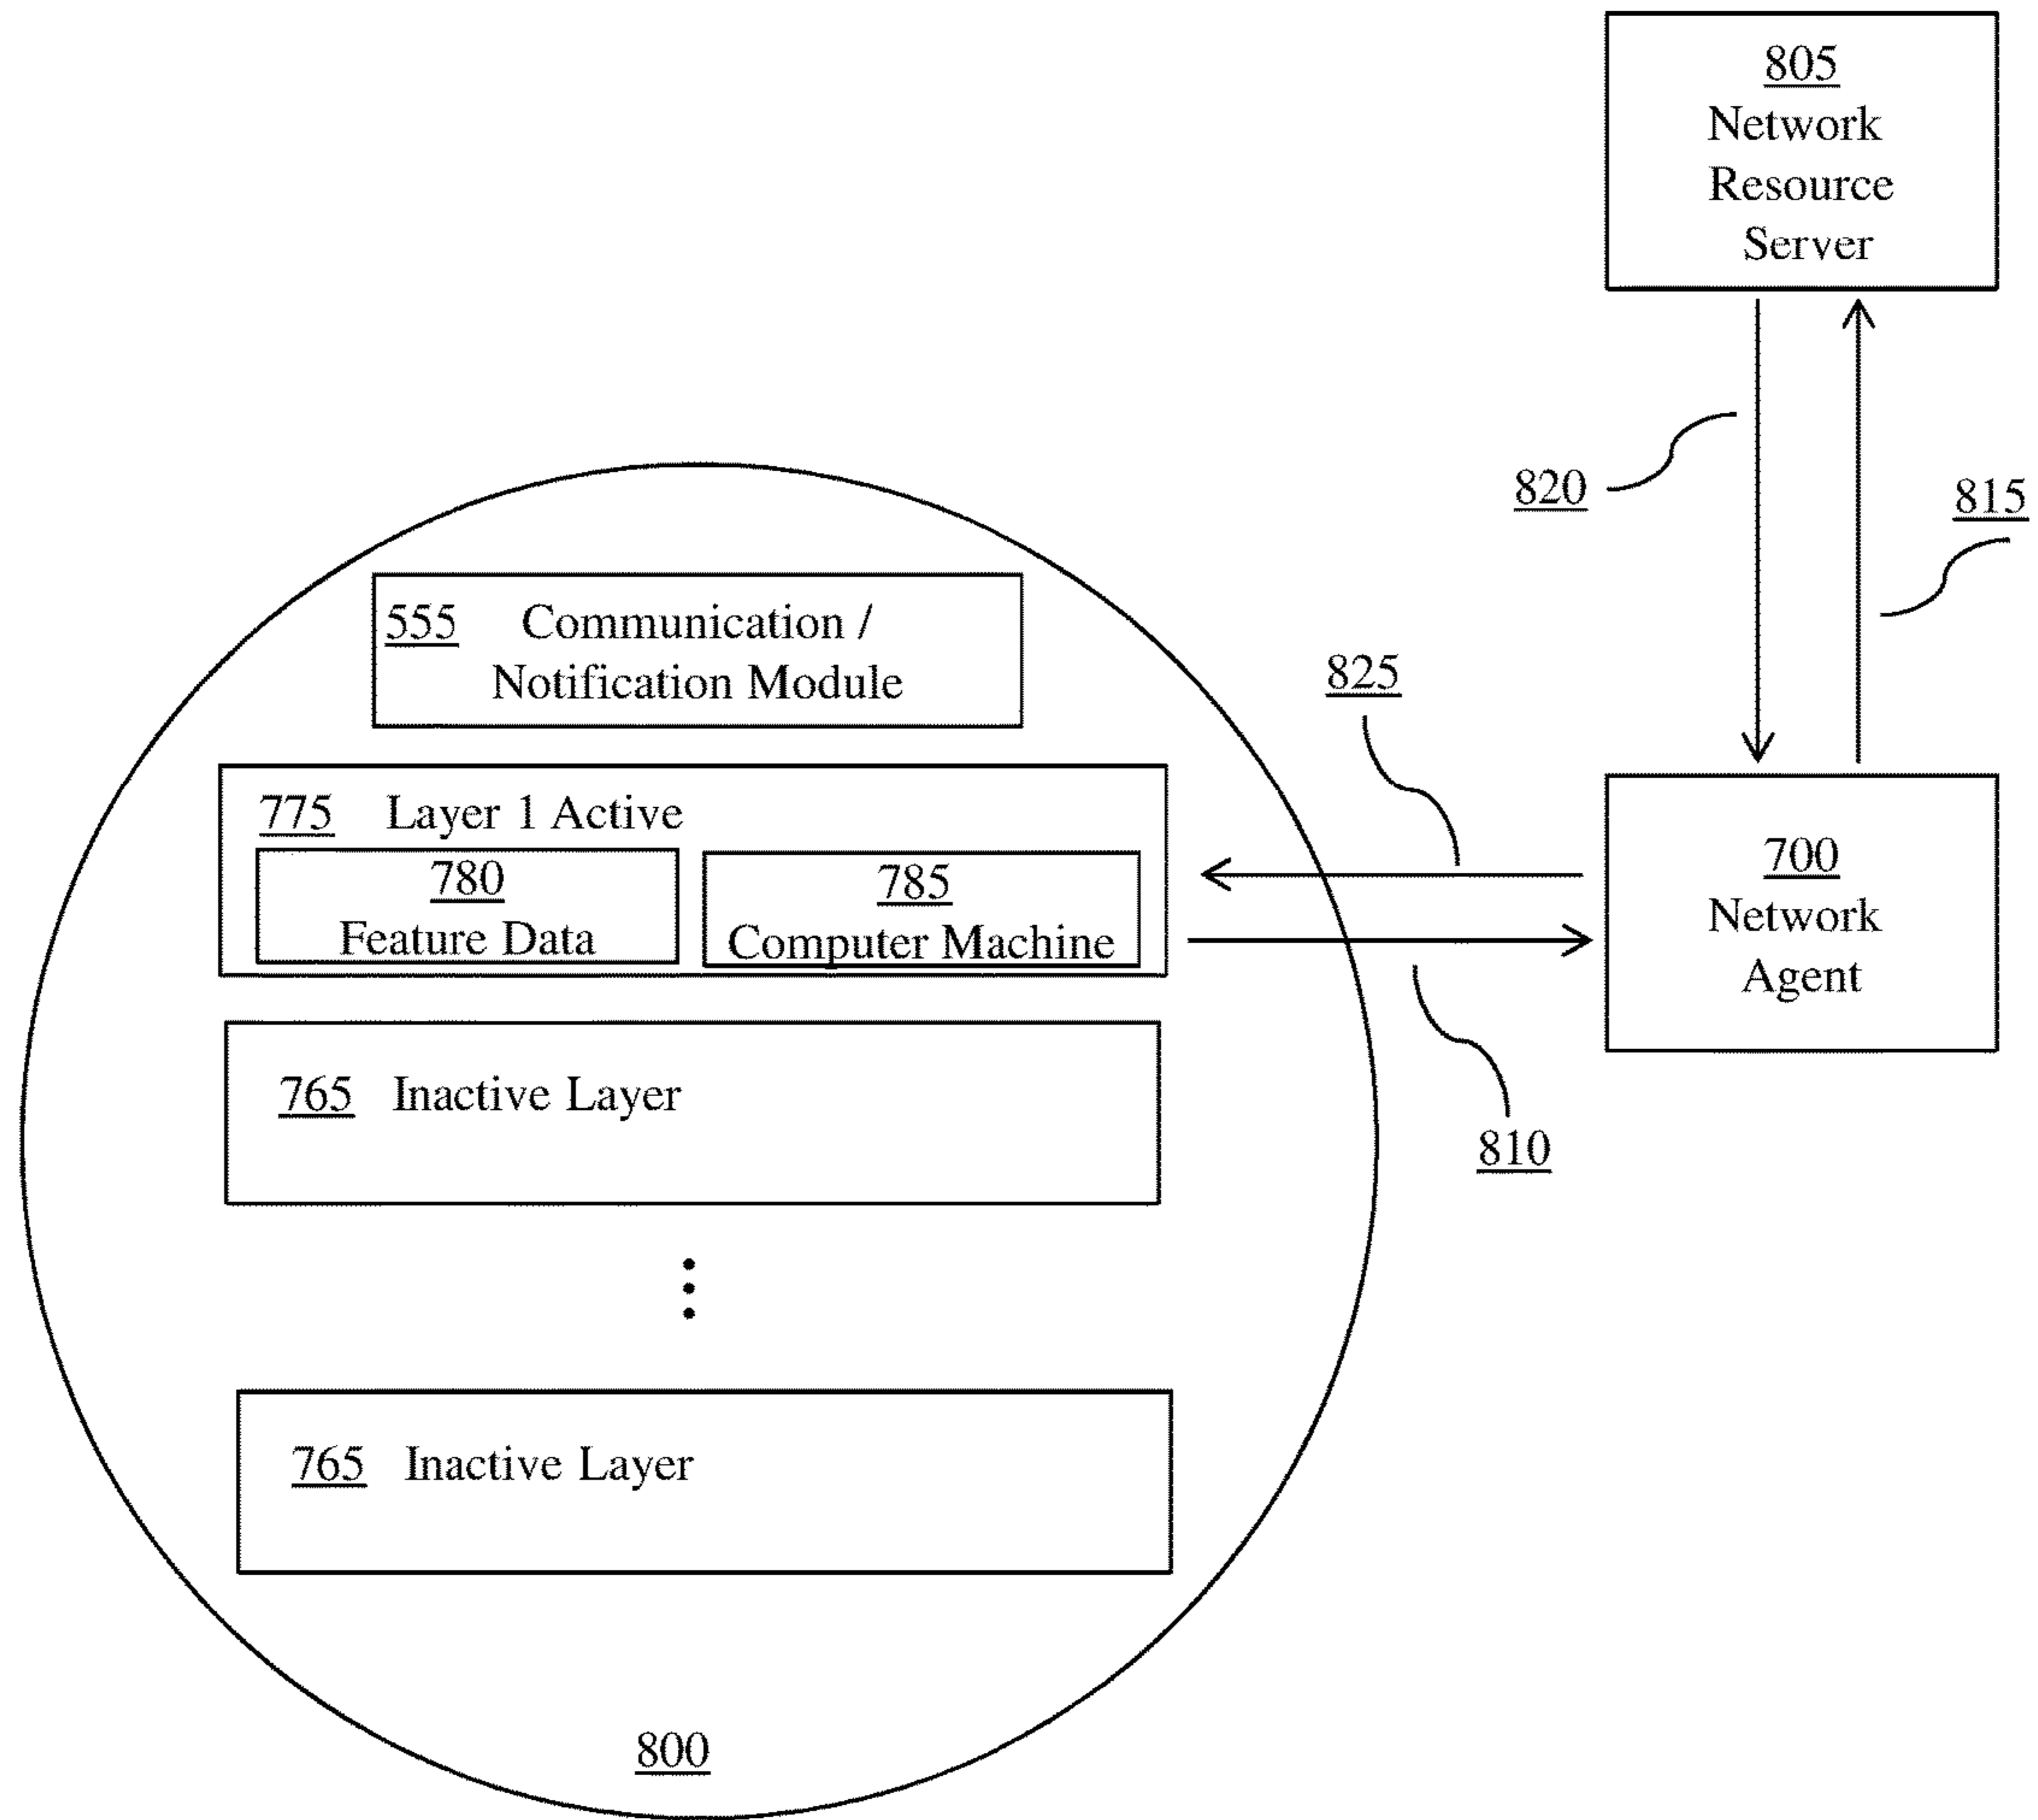 805
Network
Resource
Server
820
815
555 Communication /
Notification Module
825
775 Layer 1 Active
780
Feature Data
785
Computer Machine
700
Network
Agent
765 Inactive Layer
810
765 Inactive Layer
800